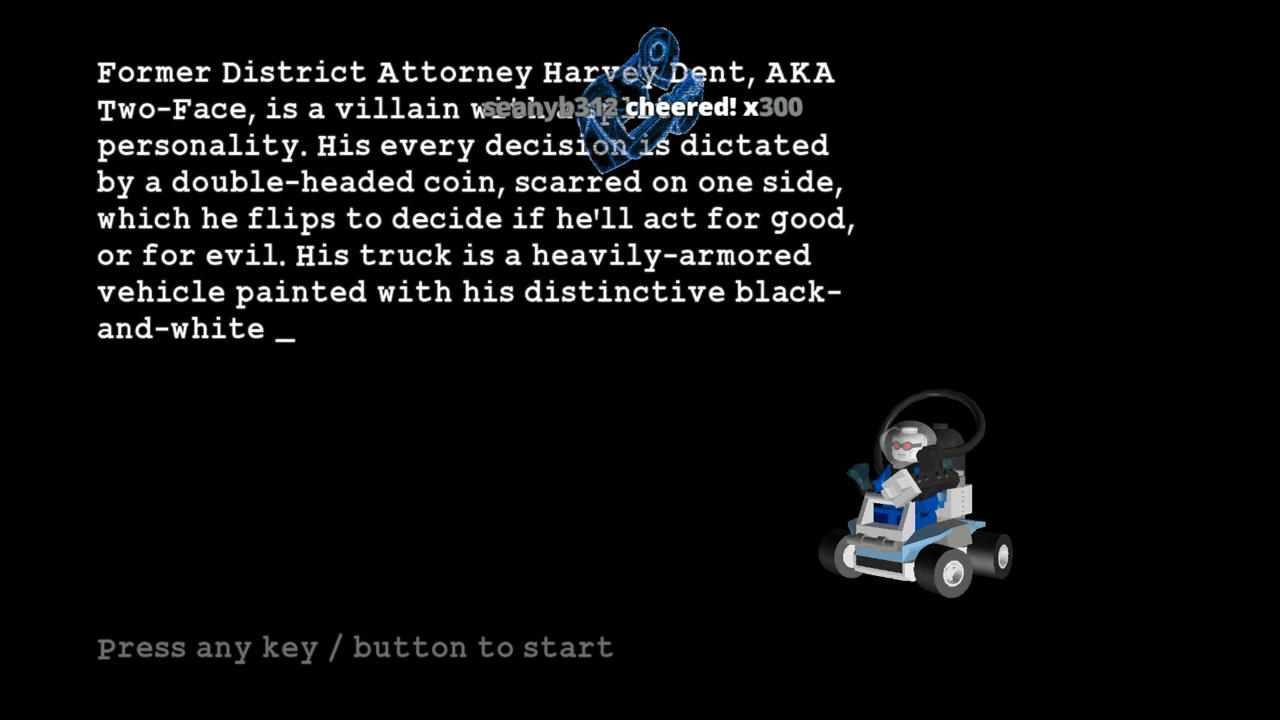 Former District Attorney Harvey Dent, AKA
Two-Face, is a villain with a split
seanyb312 cheered! x300
personality. His every decision is dictated
by a double-headed coin, scarred on one side,
which he flips to decide if he'll act for good,
or for evil. His truck is a heavily-armored
vehicle painted with his distinctive black-
and-white _
Press any key / button to start